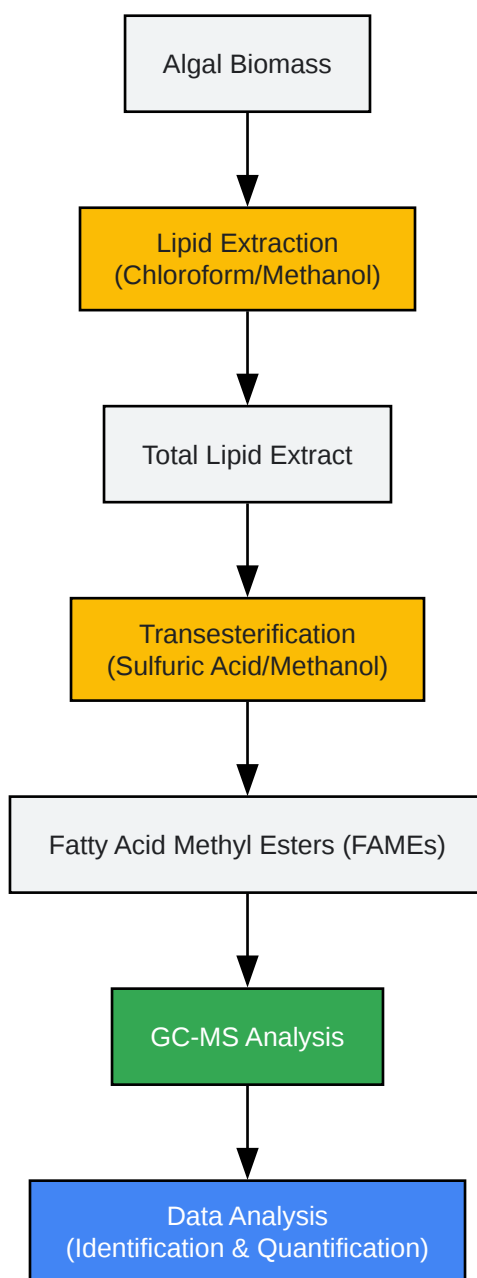 Algal Biomass
Lipid Extraction
(Chloroform/Methanol)
Total Lipid Extract
Transesterification
(Sulfuric Acid/Methanol)
Fatty Acid Methyl Esters (FAMEs)
GC-MS Analysis
Data Analysis
(Identification & Quantification)